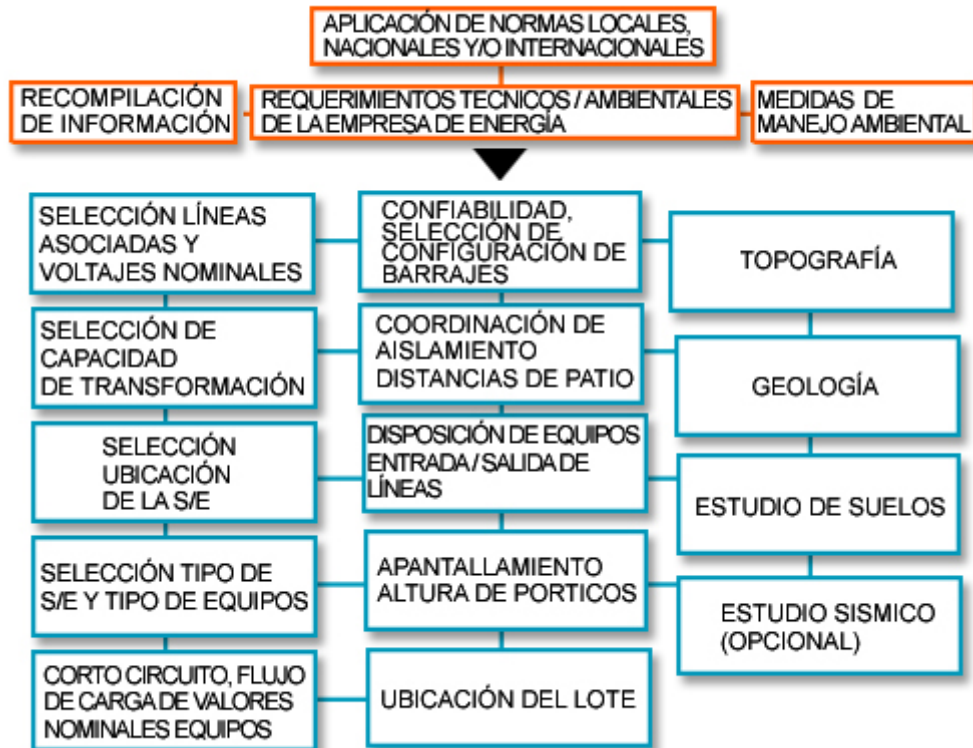 APLICACIÓN DE NORMAS LOCALES,
NACIONALES Y/O INTERNACIONALES
RECOMPILACIÓN
DE INFORMACIÓN
REQUERIMIENTOS TECNICOS / AMBIENTALES
DE LA EMPRESA DE ENERGÍA
MEDIDAS DE
MANEJO AMBIENTAL
SELECCIÓN LÍNEAS
ASOCIADAS Y
VOLTAJES NOMINALES
CONFIABILIDAD,
SELECCIÓN DE
CONFIGURACIÓN DE
BARRAJES
TOPOGRAFÍA
SELECCIÓN DE
CAPACIDAD
DE TRANSFORMACIÓN
COORDINACIÓN DE
AISLAMIENTO
DISTANCIAS DE PATIO
GEOLOGÍA
SELECCIÓN
UBICACIÓN
DE LA S/E
DISPOSICIÓN DE EQUIPOS
ENTRADA / SALIDA DE
LÍNEAS
ESTUDIO DE SUELOS
SELECCIÓN TIPO DE
S/E Y TIPO DE EQUIPOS
APANTALLAMIENTO
ALTURA DE PORTICOS
ESTUDIO SISMICO
(OPCIONAL)
CORTO CIRCUITO, FLUJO
DE CARGA DE VALORES
NOMINALES EQUIPOS
UBICACIÓN DEL LOTE